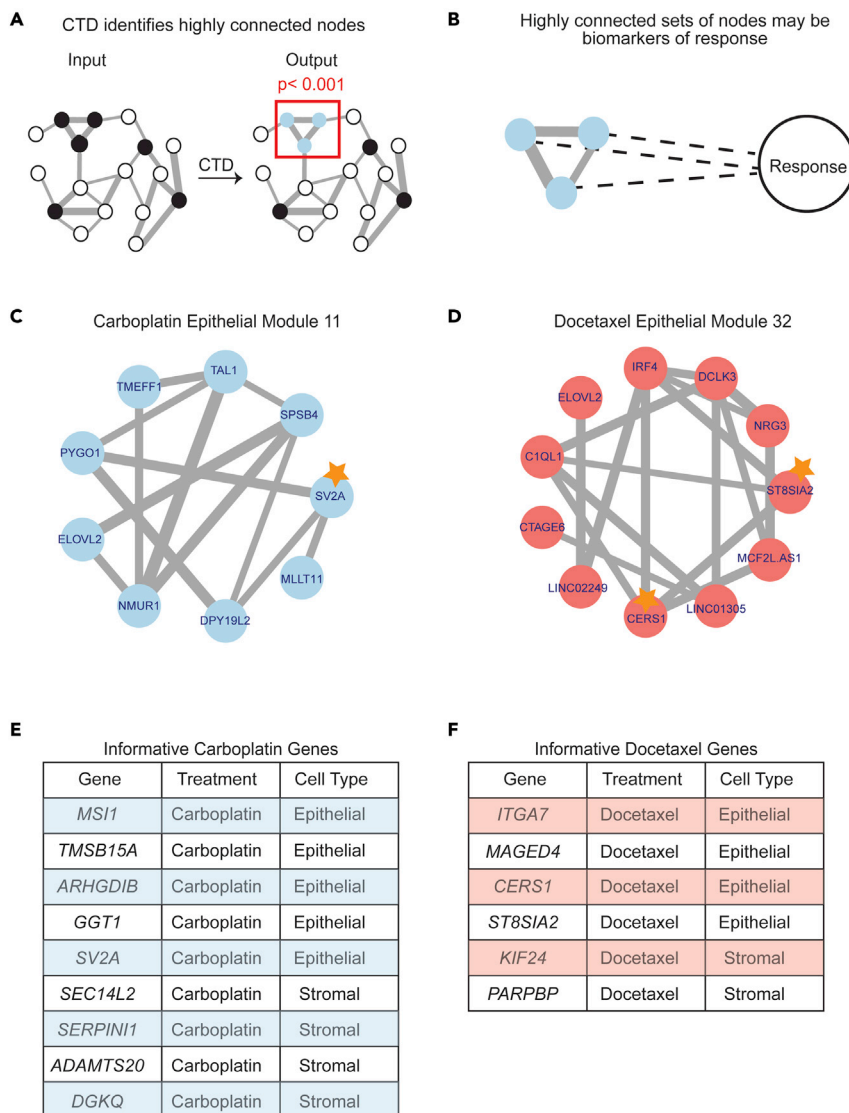 A
CTD identifies highly connected nodes
Input
Output
p< 0.001
CTD
B
Highly connected sets of nodes may be
biomarkers of response
Response
C
Carboplatin Epithelial Module 11
TAL1
TMEFF1
SPSB4
PYGO1
SV2A
ELOVL2
MLLT11
NMUR1
DPY19L2
D
Docetaxel Epithelial Module 32
IRF4
DCLK3
ELOVL2
NRG3
C1QL1
ST8SIA2
CTAGE6
MCF2L.AS1
LINC02249
LINC01305
CERS1
E
Informative Carboplatin Genes
Gene Treatment Cell Type
MSI1 Carboplatin Epithelial
TMSB15A Carboplatin Epithelial
ARHGDIB Carboplatin Epithelial
GGT1 Carboplatin Epithelial
SV2A Carboplatin Epithelial
SEC14L2 Carboplatin Stromal
SERPINI1 Carboplatin Stromal
ADAMTS20 Carboplatin Stromal
DGKQ Carboplatin Stromal
F
Informative Docetaxel Genes
Gene Treatment Cell Type
ITGA7 Docetaxel Epithelial
MAGED4 Docetaxel Epithelial
CERS1 Docetaxel Epithelial
ST8SIA2 Docetaxel Epithelial
KIF24 Docetaxel Stromal
PARPBP Docetaxel Stromal